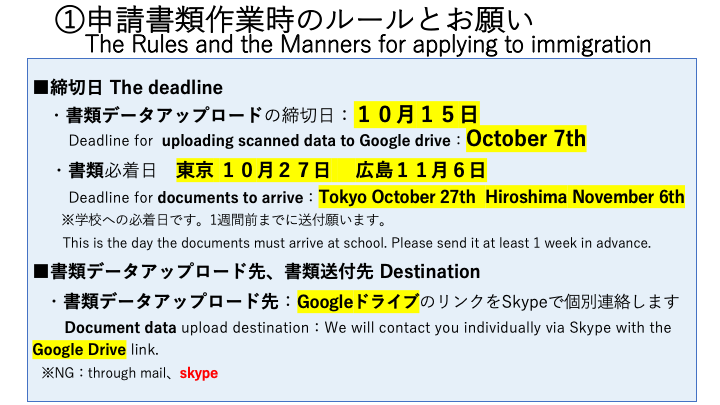 ①申請書類作業時のルールとお願い
The Rules and the Manners for applying to immigration
■締切日 The deadline
・書類データアップロードの締切日：１０月１５日
Deadline for uploading scanned data to Google drive：October 7th
・書類必着日　東京 １０月２７日　広島１１月６日
Deadline for documents to arrive：Tokyo October 27th Hiroshima November 6th
※学校への必着日です。1週間前までに送付願います。
This is the day the documents must arrive at school. Please send it at least 1 week in advance.
■書類データアップロード先、書類送付先 Destination
・書類データアップロード先：GoogleドライブのリンクをSkypeで個別連絡します
Document data upload destination：We will contact you individually via Skype with the
Google Drive link.
※NG：through mail、skype